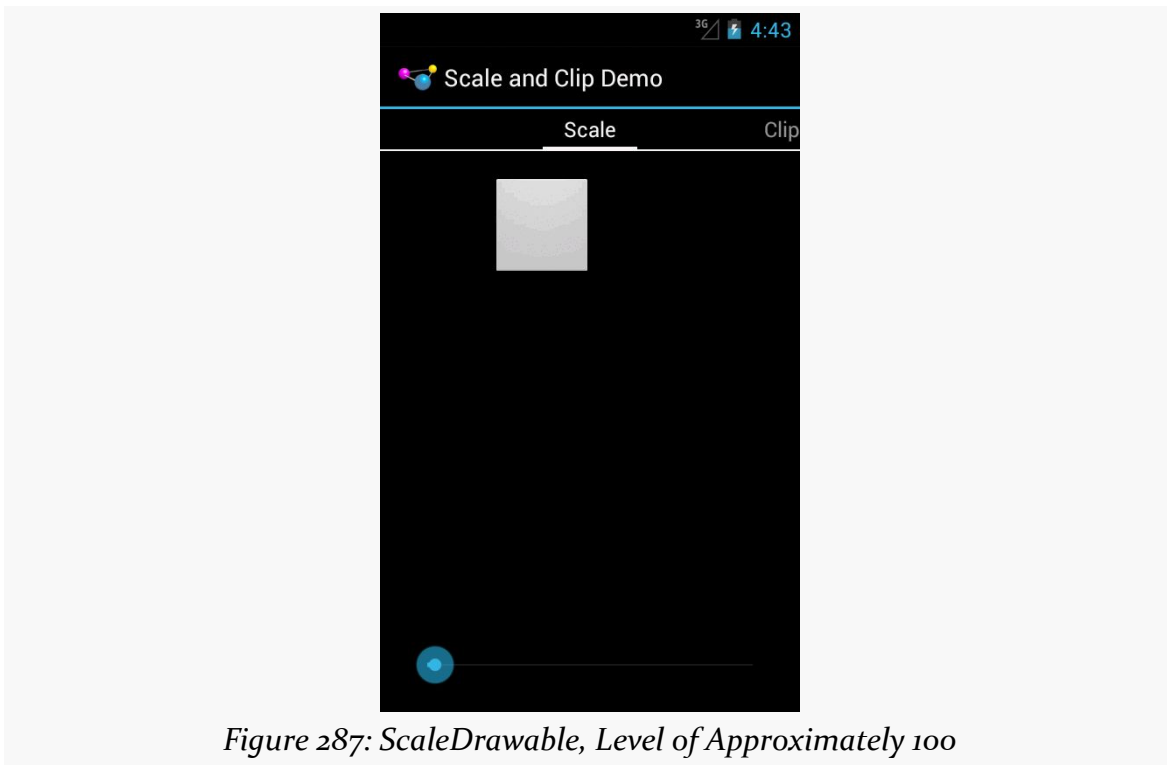 3G 4:43
Scale and Clip Demo
Scale Clip
Figure 287: ScaleDrawable, Level of Approximately 100